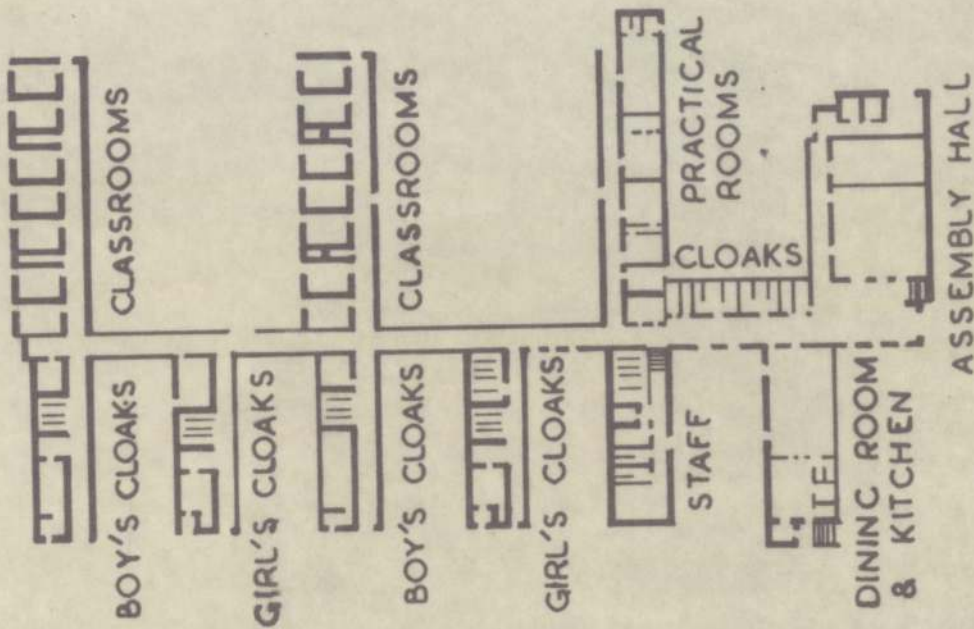 BOY'S CLOAKS
CLASSROOMS
GIRL'S CLOAKS
BOY'S CLOAKS
CLASSROOMS
GIRL'S CLOAKS
STAFF
PRACTICAL
ROOMS
CLOAKS
DINING ROOM
& KITCHEN
ASSEMBLY HALL